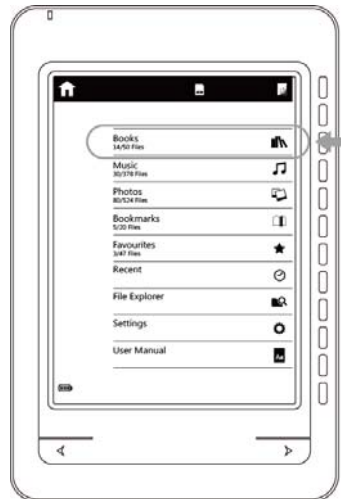 Books
14/50 Files
Music
30/378 Files
Photos
80/524 Files
Bookmarks
5/20 Files
Favourites
3/47 Files
Recent
File Explorer
Settings
User Manual